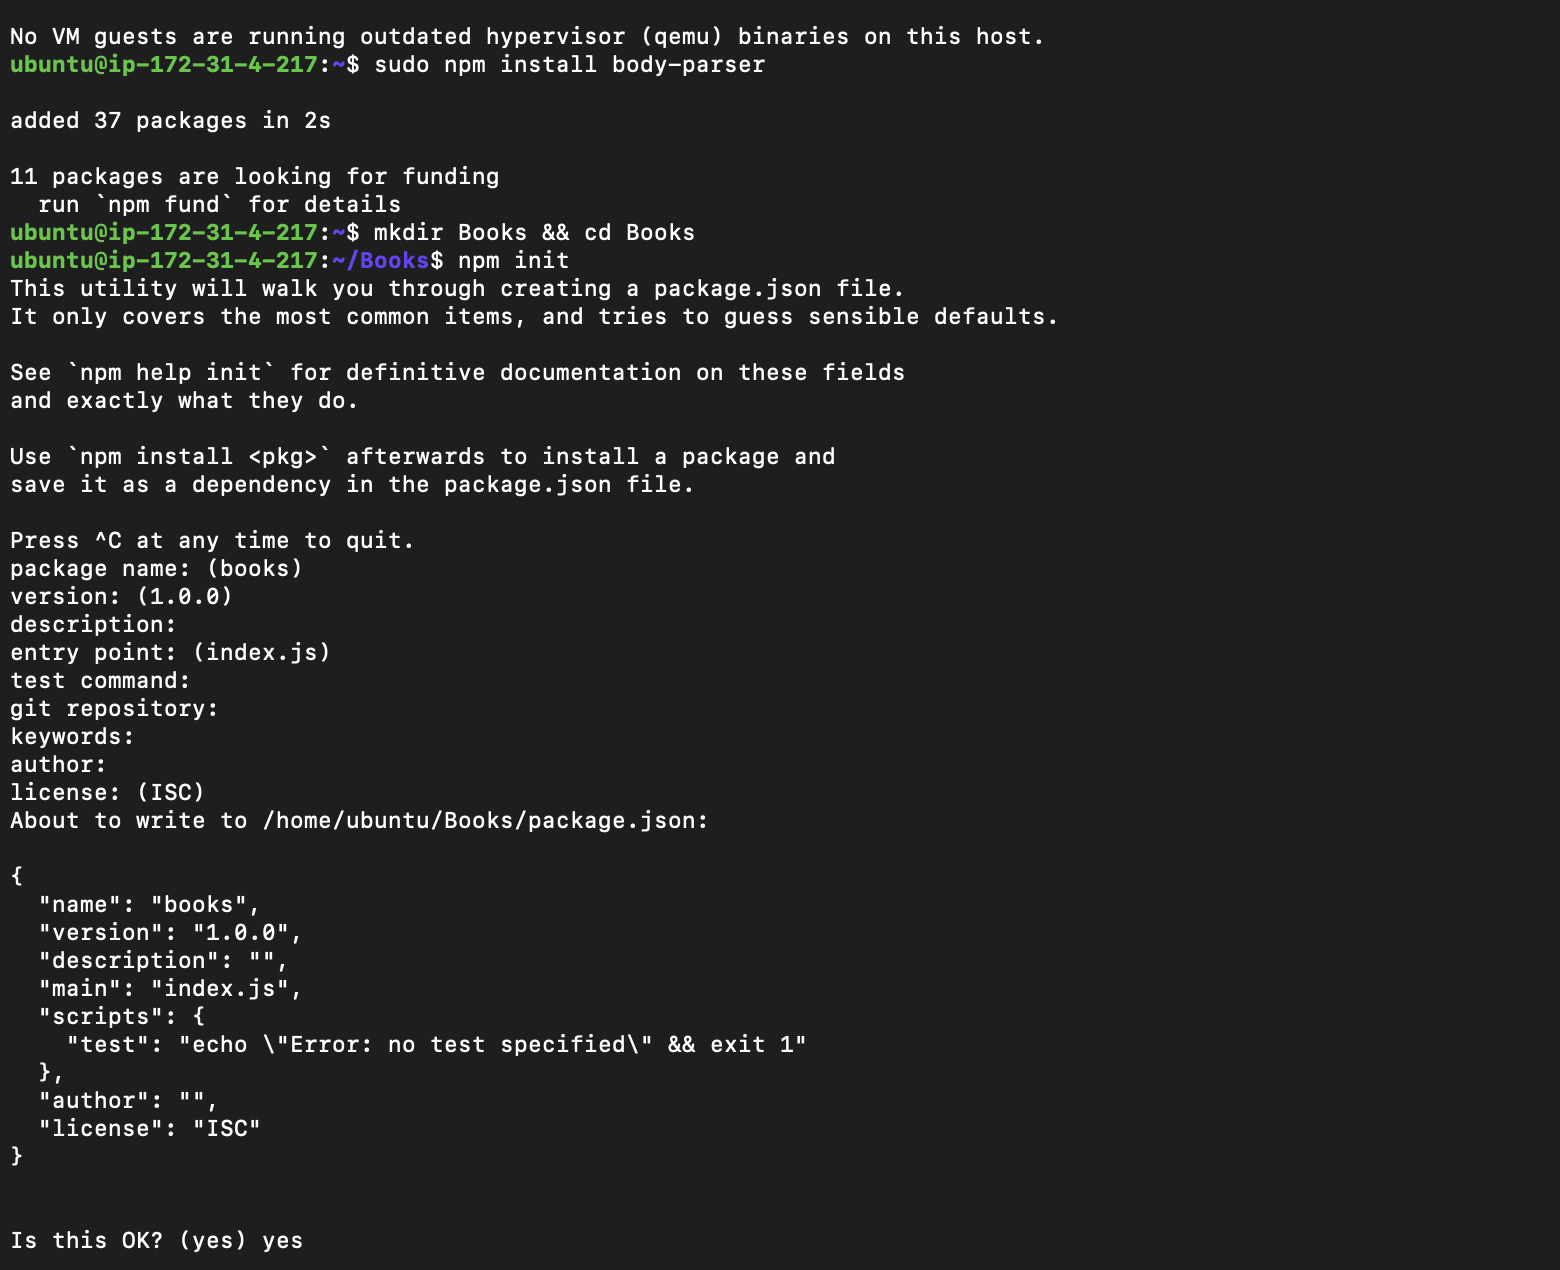 No VM guests are running outdated hypervisor (qemu) binaries on this host.
ubuntu@ip-172-31-4-217:~$ sudo npm install body-parser
added 37 packages in 2s
11 packages are looking for funding
  run `npm fund` for details
ubuntu@ip-172-31-4-217:~$ mkdir Books && cd Books
ubuntu@ip-172-31-4-217:~/Books$ npm init
This utility will walk you through creating a package.json file.
It only covers the most common items, and tries to guess sensible defaults.
See `npm help init` for definitive documentation on these fields
and exactly what they do.
Use `npm install <pkg>` afterwards to install a package and
save it as a dependency in the package.json file.
Press ^C at any time to quit.
package name: (books)
version: (1.0.0)
description:
entry point: (index.js)
test command:
git repository:
keywords:
author:
license: (ISC)
About to write to /home/ubuntu/Books/package.json:
{
  "name": "books",
  "version": "1.0.0",
  "description": "",
  "main": "index.js",
  "scripts": {
    "test": "echo \"Error: no test specified\" && exit 1"
  },
  "author": "",
  "license": "ISC"
}
Is this OK? (yes) yes